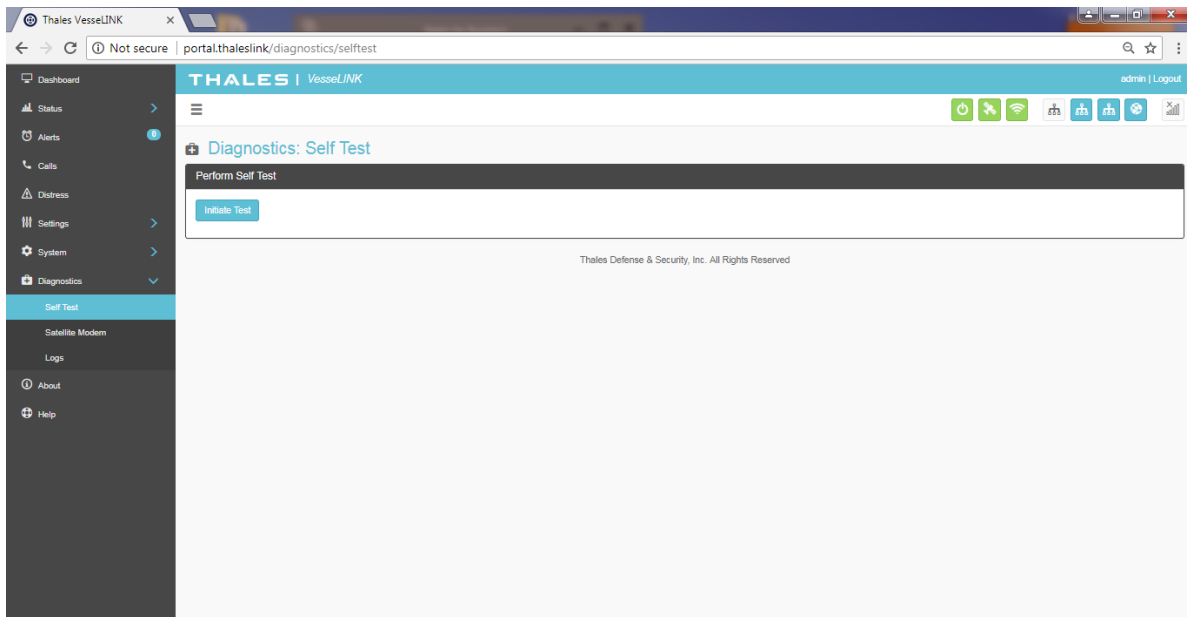 Thales VesseLINK
Not secure | portal.thaleslink/diagnostics/selftest
Dashboard
THALES | VesseLINK
admin | Logout
Status
Alerts
0
Calls
Diagnostics: Self Test
Perform Self Test
Distress
Initiate Test
Settings
System
Thales Defense & Security, Inc. All Rights Reserved
Diagnostics
Self Test
Satellite Modem
Logs
About
Help